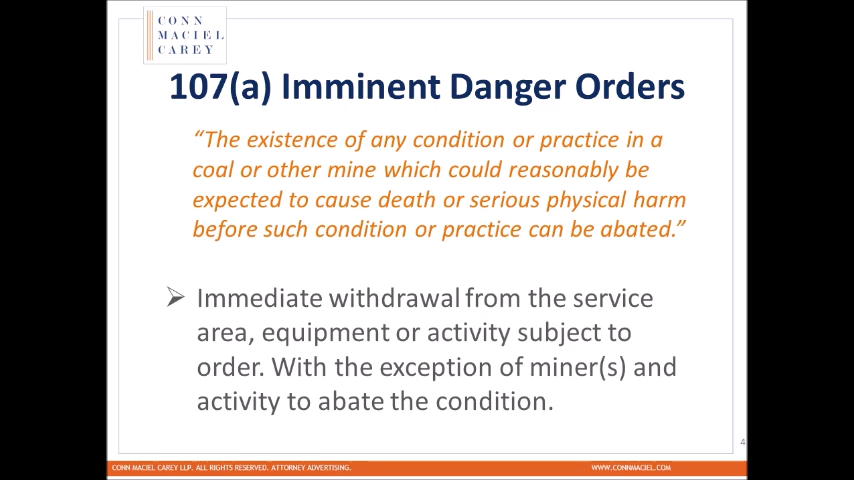 CONN
MACIEL
CAREY
107(a) Imminent Danger Orders
“The existence of any condition or practice in a
coal or other mine which could reasonably be
expected to cause death or serious physical harm
before such condition or practice can be abated.”
➢ Immediate withdrawal from the service
area, equipment or activity subject to
order. With the exception of miner(s) and
activity to abate the condition.
4
CONN MACIEL CAREY LLP. ALL RIGHTS RESERVED. ATTORNEY ADVERTISING.
WWW.CONNMACIEL.COM